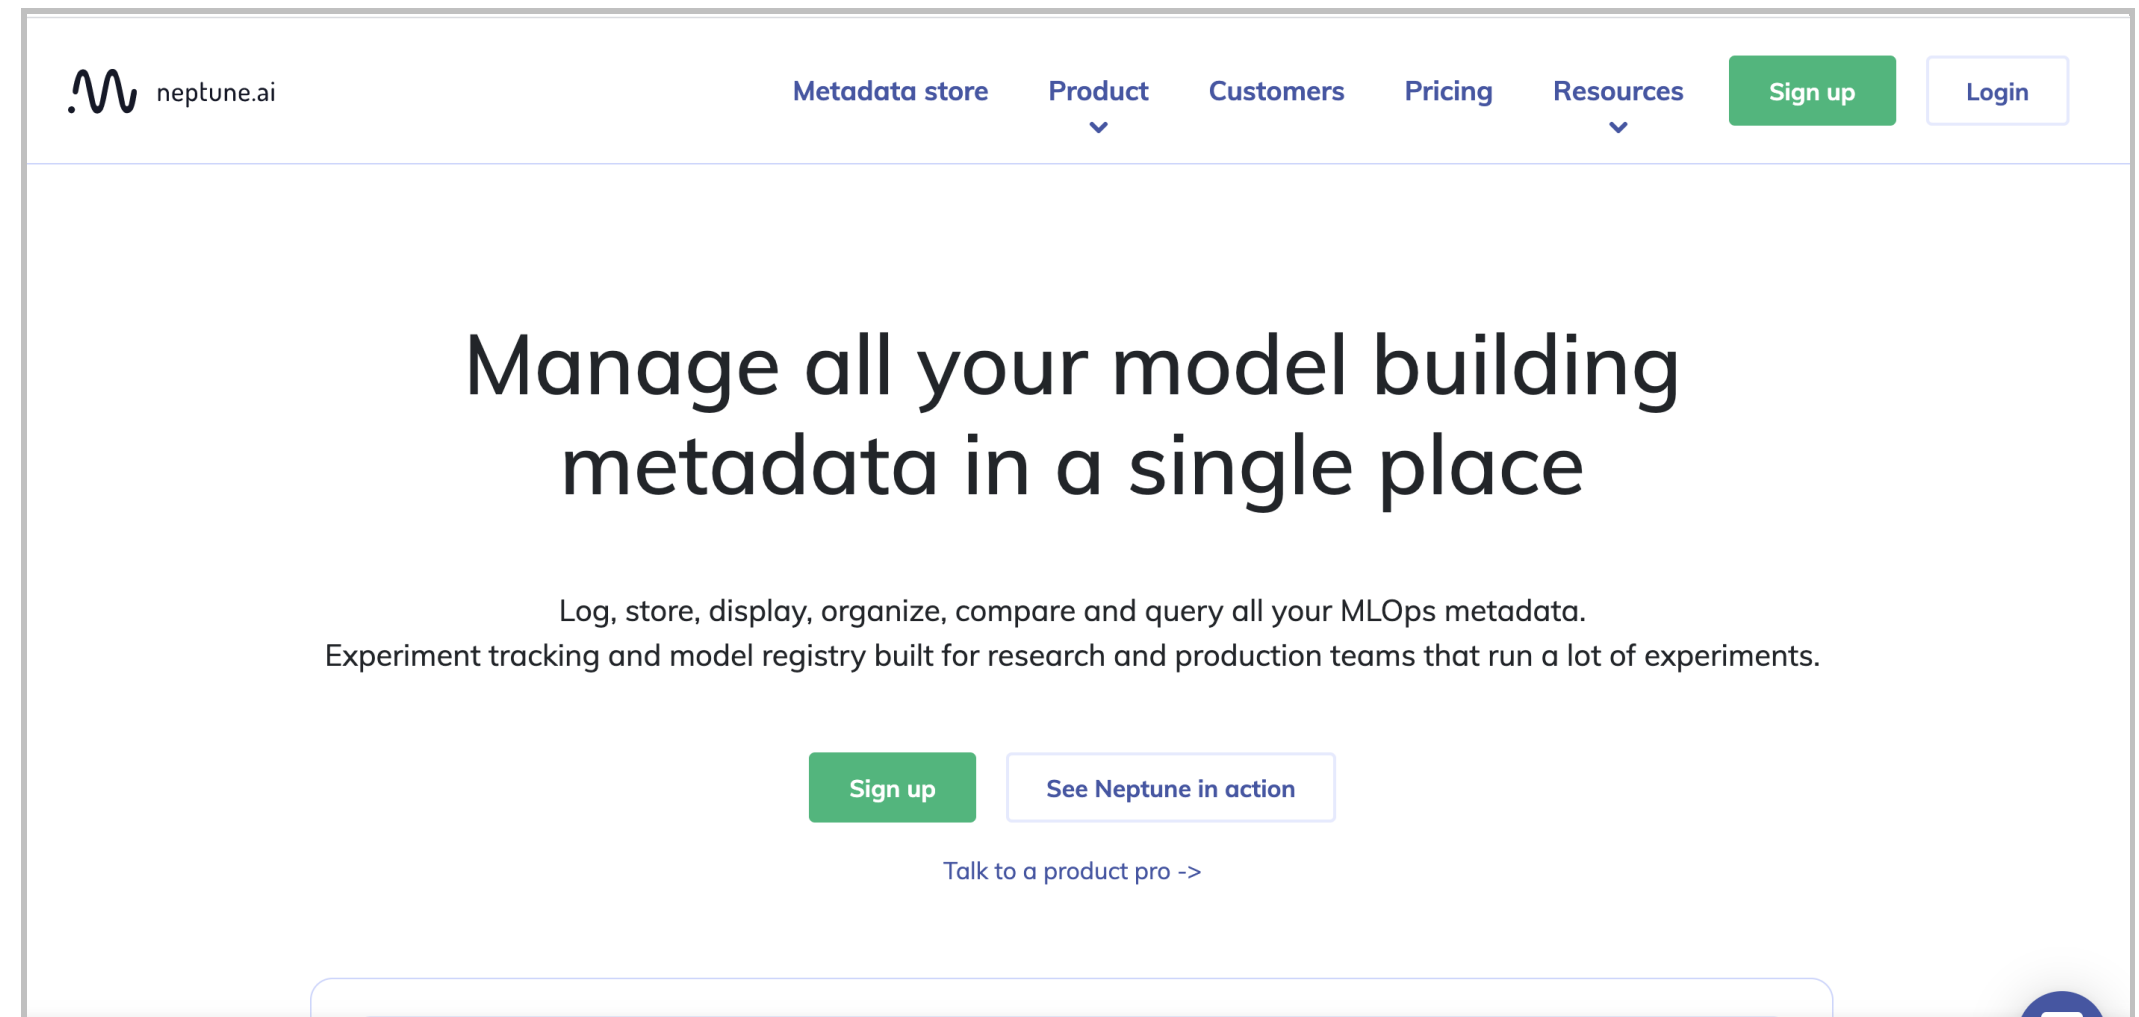 neptune.ai
Metadata store Product Customers Pricing Resources Sign up Login
Manage all your model building
metadata in a single place
Log, store, display, organize, compare and query all your MLOps metadata.
Experiment tracking and model registry built for research and production teams that run a lot of experiments.
Sign up See Neptune in action
Talk to a product pro ->